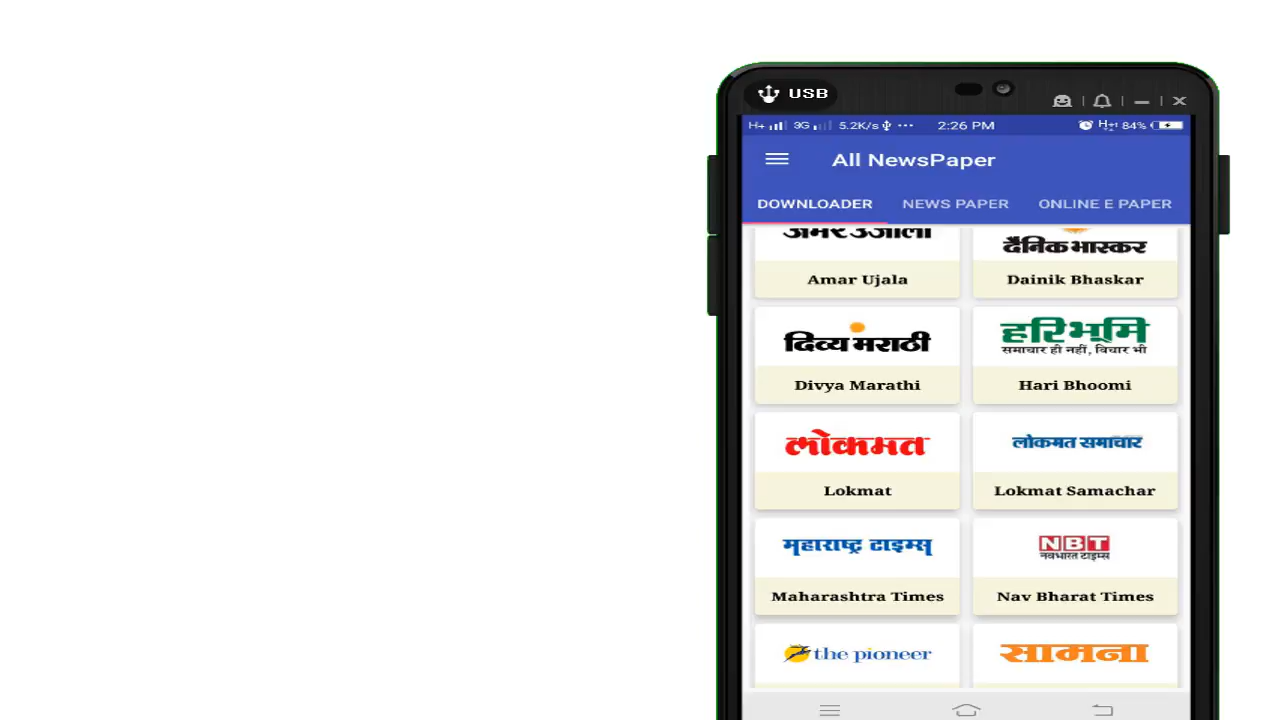 USB
H+ 3G 5.2K/s ... 2:26 PM H+ 84%
All NewsPaper
DOWNLOADER NEWS PAPER ONLINE E PAPER
अमर उजाला दैनिक भास्कर
Amar Ujala Dainik Bhaskar
दिव्य मराठी हरिभूमि
समाचार ही नहीं, विचार भी
Divya Marathi Hari Bhoomi
लोकमत लोकमत समाचार
Lokmat Lokmat Samachar
महाराष्ट्र टाइम्स NBT
नवभारत टाइम्स
Maharashtra Times Nav Bharat Times
the pioneer सामना